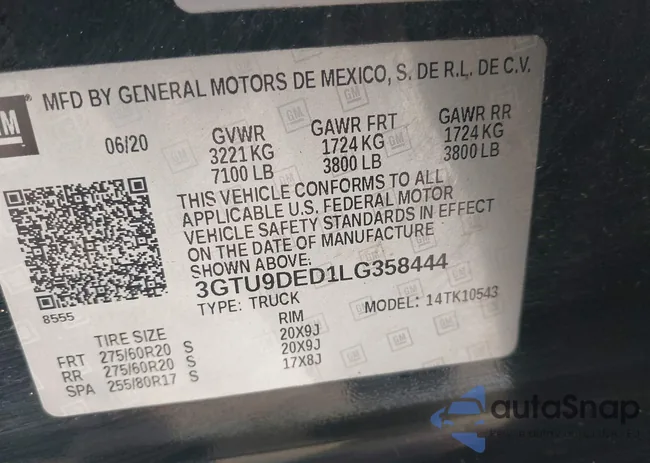 GM
MFD BY GENERAL MOTORS DE MEXICO, S. DE R.L. DE C.V.
06/20 GVWR GAWR FRT GAWR RR
3221 KG 1724 KG 1724 KG
7100 LB 3800 LB 3800 LB
THIS VEHICLE CONFORMS TO ALL
APPLICABLE U.S. FEDERAL MOTOR
VEHICLE SAFETY STANDARDS IN EFFECT
ON THE DATE OF MANUFACTURE
SHOWN ABOVE.
3GTU9DED1LG358444
8555 TYPE: TRUCK MODEL: 14TK10543
TIRE SIZE RIM
FRT 275/60R20 S 20X9J
RR 275/60R20 S 20X9J
SPA 255/80R17 S 17X8J
autaSnap